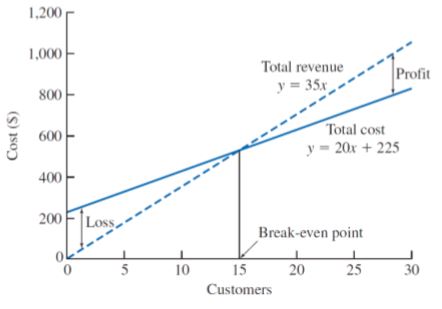 1,200
1,000
Total revenue
y = 35x
Profit
800
Cost ($)
600
Total cost
y = 20x + 225
400
200
Loss
Break-even point
0
0 5 10 15 20 25 30
Customers